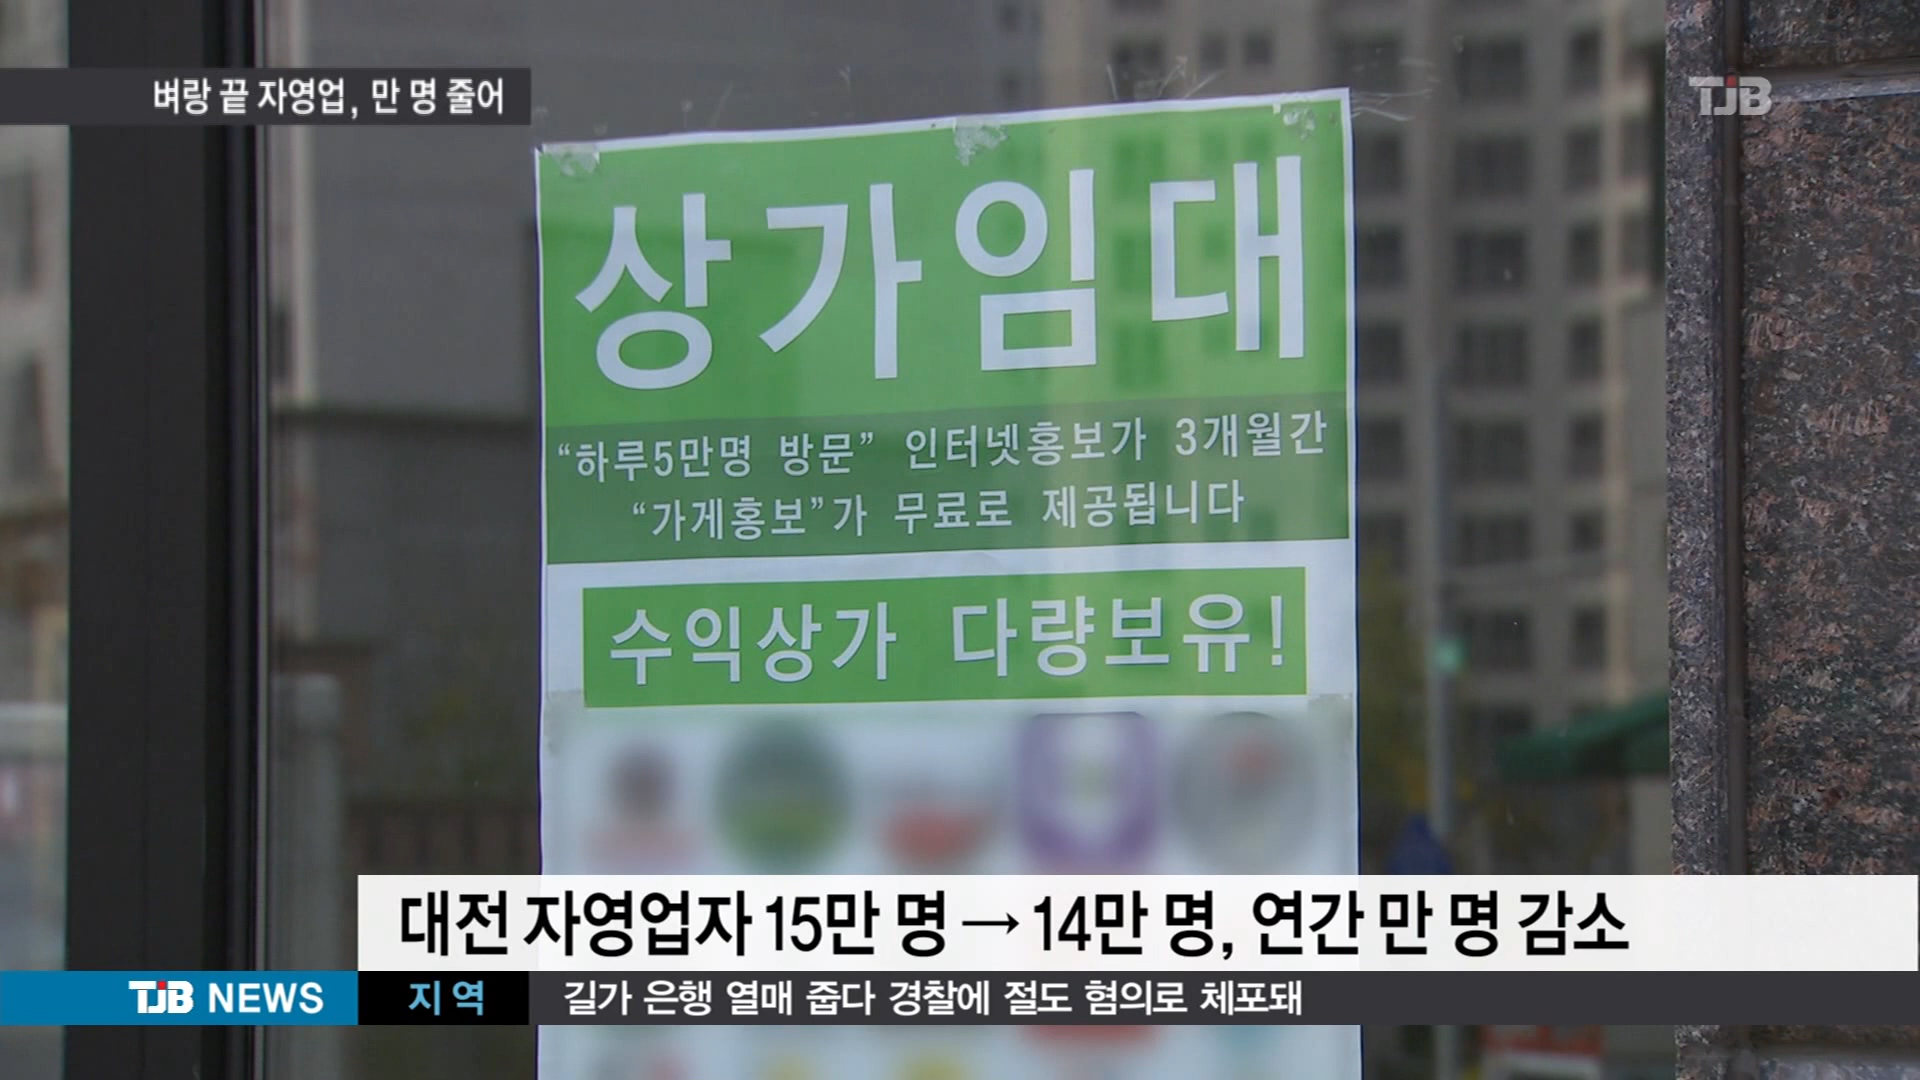 벼랑 끝 자영업, 만 명 줄어
TJB
상가임대
“하루5만명 방문” 인터넷홍보가 3개월간
“가게홍보”가 무료로 제공됩니다
수익상가 다량보유!
대전 자영업자 15만 명→14만 명, 연간 만 명 감소
TJB NEWS
지역
길가 은행 열매 줍다 경찰에 절도 혐의로 체포돼